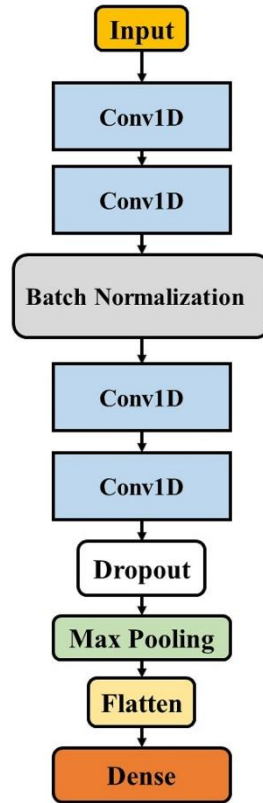 Input
Conv1D
Conv1D
Batch Normalization
Conv1D
Conv1D
Dropout
Max Pooling
Flatten
Dense